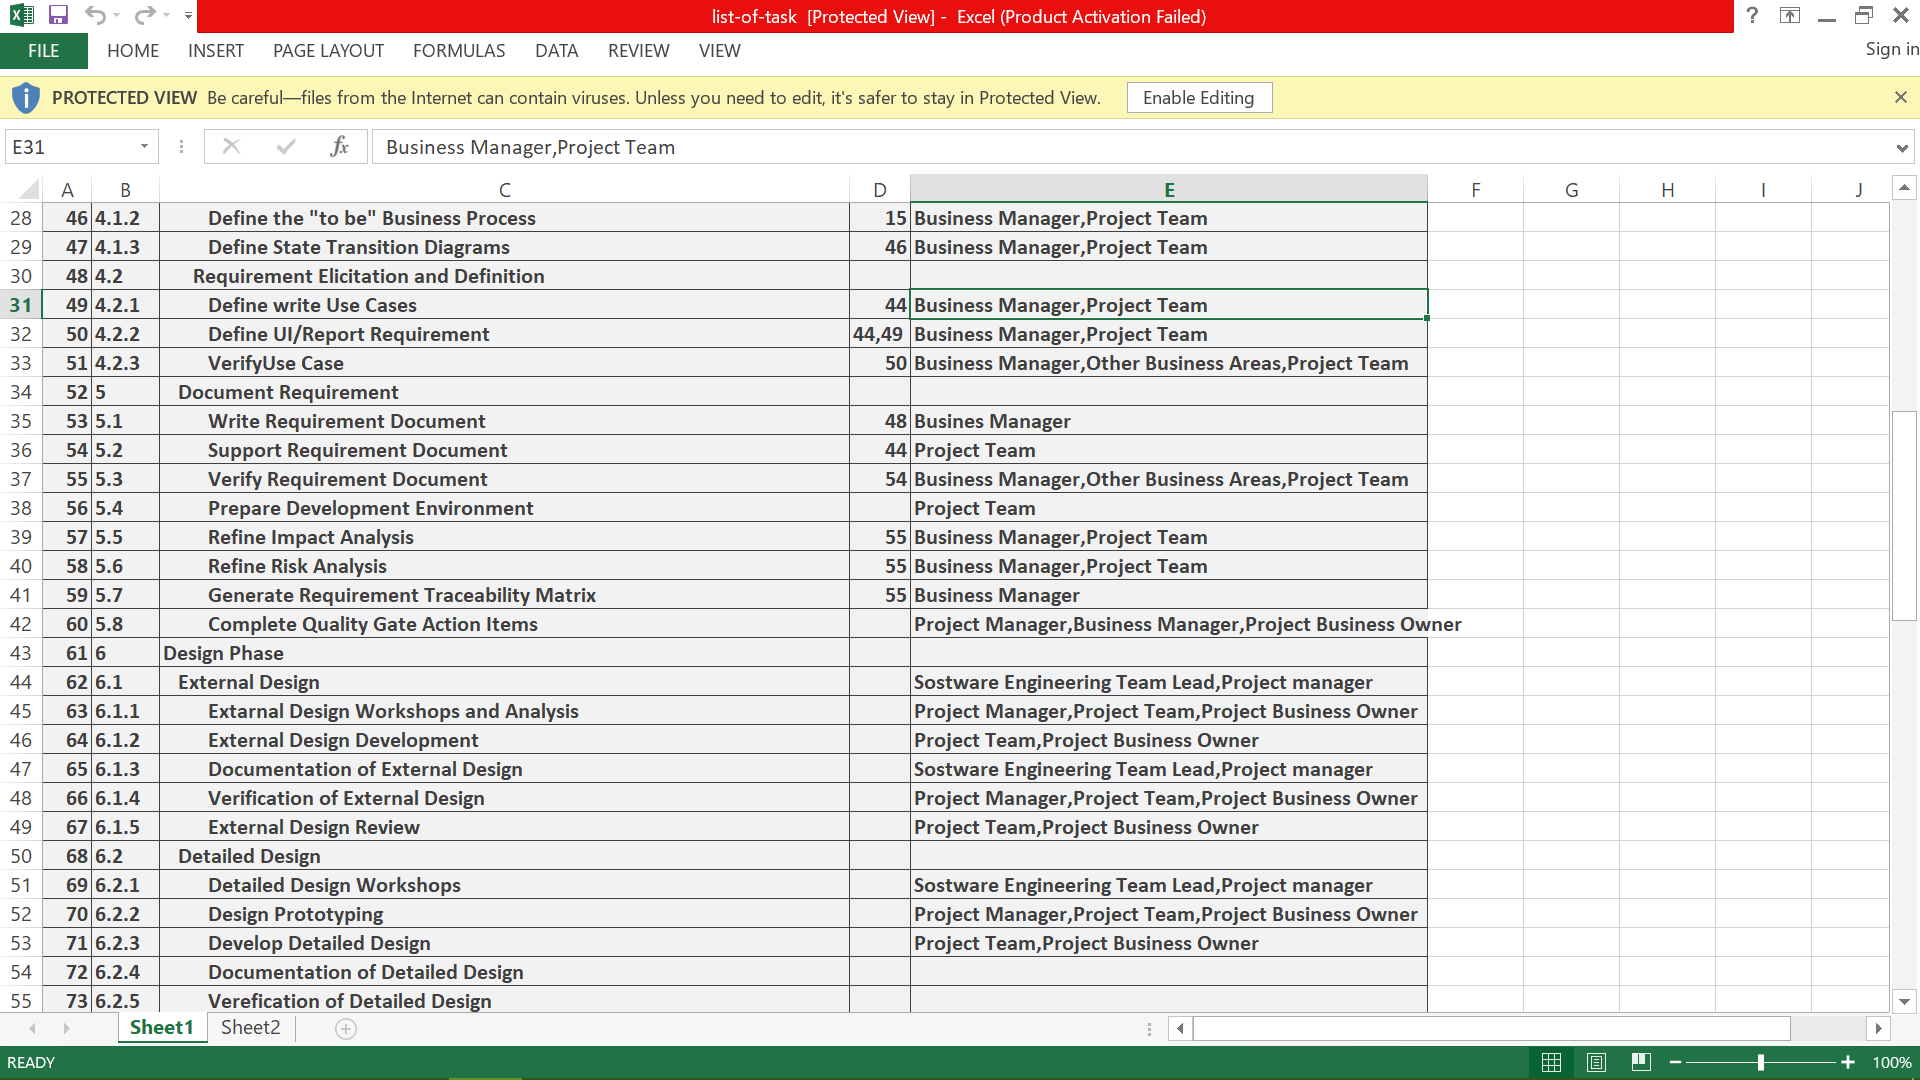 list-of-task [Protected View] - Excel (Product Activation Failed)
?
FILE HOME INSERT PAGE LAYOUT FORMULAS DATA REVIEW VIEW
Sign in
PROTECTED VIEW Be careful—files from the Internet can contain viruses. Unless you need to edit, it's safer to stay in Protected View. Enable Editing
E31 fx Business Manager,Project Team
A B C D E F G H I J
28 46 4.1.2 Define the "to be" Business Process 15 Business Manager,Project Team
29 47 4.1.3 Define State Transition Diagrams 46 Business Manager,Project Team
30 48 4.2 Requirement Elicitation and Definition
31 49 4.2.1 Define write Use Cases 44 Business Manager,Project Team
32 50 4.2.2 Define UI/Report Requirement 44,49 Business Manager,Project Team
33 51 4.2.3 VerifyUse Case 50 Business Manager,Other Business Areas,Project Team
34 52 5 Document Requirement
35 53 5.1 Write Requirement Document 48 Busines Manager
36 54 5.2 Support Requirement Document 44 Project Team
37 55 5.3 Verify Requirement Document 54 Business Manager,Other Business Areas,Project Team
38 56 5.4 Prepare Development Environment Project Team
39 57 5.5 Refine Impact Analysis 55 Business Manager,Project Team
40 58 5.6 Refine Risk Analysis 55 Business Manager,Project Team
41 59 5.7 Generate Requirement Traceability Matrix 55 Business Manager
42 60 5.8 Complete Quality Gate Action Items Project Manager,Business Manager,Project Business Owner
43 61 6 Design Phase
44 62 6.1 External Design Sostware Engineering Team Lead,Project manager
45 63 6.1.1 Extarnal Design Workshops and Analysis Project Manager,Project Team,Project Business Owner
46 64 6.1.2 External Design Development Project Team,Project Business Owner
47 65 6.1.3 Documentation of External Design Sostware Engineering Team Lead,Project manager
48 66 6.1.4 Verification of External Design Project Manager,Project Team,Project Business Owner
49 67 6.1.5 External Design Review Project Team,Project Business Owner
50 68 6.2 Detailed Design
51 69 6.2.1 Detailed Design Workshops Sostware Engineering Team Lead,Project manager
52 70 6.2.2 Design Prototyping Project Manager,Project Team,Project Business Owner
53 71 6.2.3 Develop Detailed Design Project Team,Project Business Owner
54 72 6.2.4 Documentation of Detailed Design
55 73 6.2.5 Verefication of Detailed Design
Sheet1 Sheet2
READY 100%